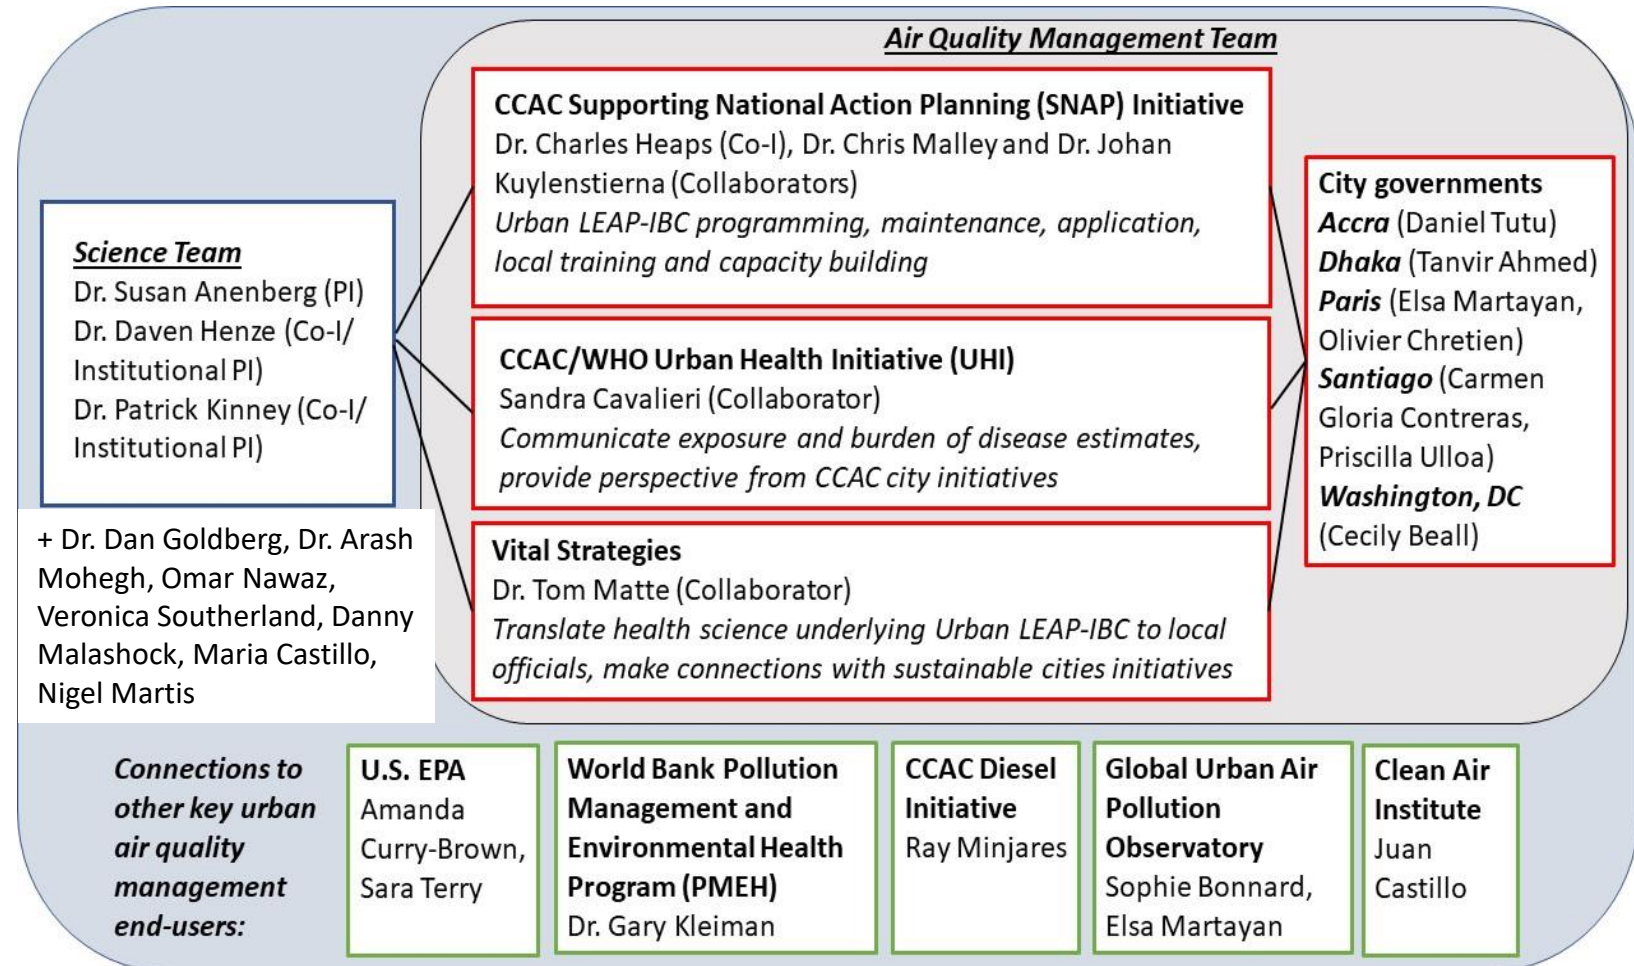 Air Quality Management Team
Science Team
Dr. Susan Anenberg (PI)
Dr. Daven Henze (Co-I/
Institutional PI)
Dr. Patrick Kinney (Co-I/
Institutional PI)
+ Dr. Dan Goldberg, Dr. Arash
Mohegh, Omar Nawaz,
Veronica Southerland, Danny
Malashock, Maria Castillo,
Nigel Martis
CCAC Supporting National Action Planning (SNAP) Initiative
Dr. Charles Heaps (Co-I), Dr. Chris Malley and Dr. Johan
Kuylenstierna (Collaborators)
Urban LEAP-IBC programming, maintenance, application,
local training and capacity building
CCAC/WHO Urban Health Initiative (UHI)
Sandra Cavalieri (Collaborator)
Communicate exposure and burden of disease estimates,
provide perspective from CCAC city initiatives
Vital Strategies
Dr. Tom Matte (Collaborator)
Translate health science underlying Urban LEAP-IBC to local
officials, make connections with sustainable cities initiatives
City governments
Accra (Daniel Tutu)
Dhaka (Tanvir Ahmed)
Paris (Elsa Martayan,
Olivier Chretien)
Santiago (Carmen
Gloria Contreras,
Priscilla Ulloa)
Washington, DC
(Cecily Beall)
Connections to
other key urban
air quality
management
end-users:
U.S. EPA
Amanda
Curry-Brown,
Sara Terry
World Bank Pollution
Management and
Environmental Health
Program (PMEH)
Dr. Gary Kleiman
CCAC Diesel
Initiative
Ray Minjares
Global Urban Air
Pollution
Observatory
Sophie Bonnard,
Elsa Martayan
Clean Air
Institute
Juan
Castillo